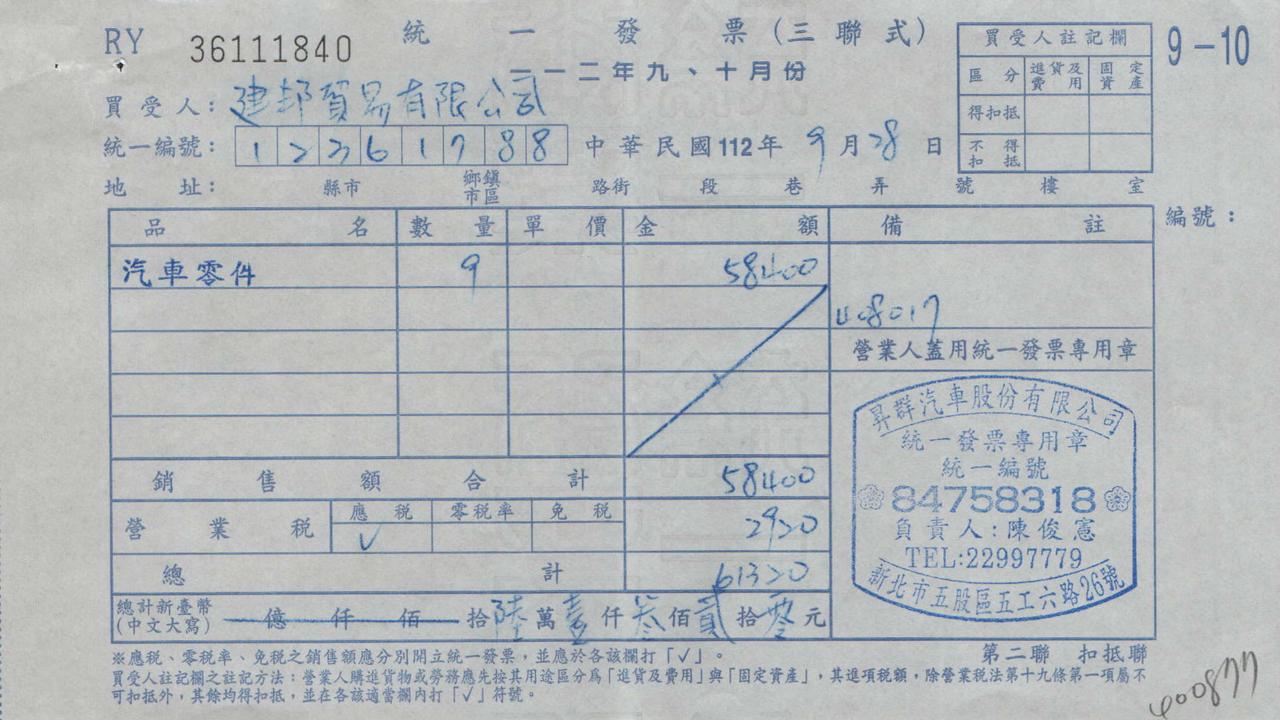 RY 36111840
統一發票(三聯式)
一一二年九、十月份
9-10
買受人註記欄
區分 進貨及費用 固定資產
得扣抵
不得扣抵
買受人: 建邦貿易有限公司
統一編號: 12261788 中華民國112年9月28日
地址: 縣市 鄉鎮市區 路街 段 巷 弄 號 樓 室
編號:
品名 數量 單價 金額 備註
汽車零件 9 58400
營業人蓋用統一發票專用章
昇群汽車股份有限公司
統一發票專用章
統一編號
84758318
負責人:陳俊憲
TEL:22997779
新北市五股區五工六路26號
銷售額合計 58400
營業稅 應稅 零稅率 免稅 2920
√
總計 61320
總計新臺幣(中文大寫) 億仟佰拾陸萬壹仟叁佰貳拾零元
※應稅、零稅率、免稅之銷售額應分別開立統一發票,並應於各該欄打「√」。
第二聯 扣抵聯
買受人註記欄之註記方法:營業人購進貨物或勞務應先按其用途區分為「進貨及費用」與「固定資產」,其進項稅額,除營業稅法第十九條第一項屬不
可扣抵外,其餘均得扣抵,並在各該適當欄內打「√」符號。